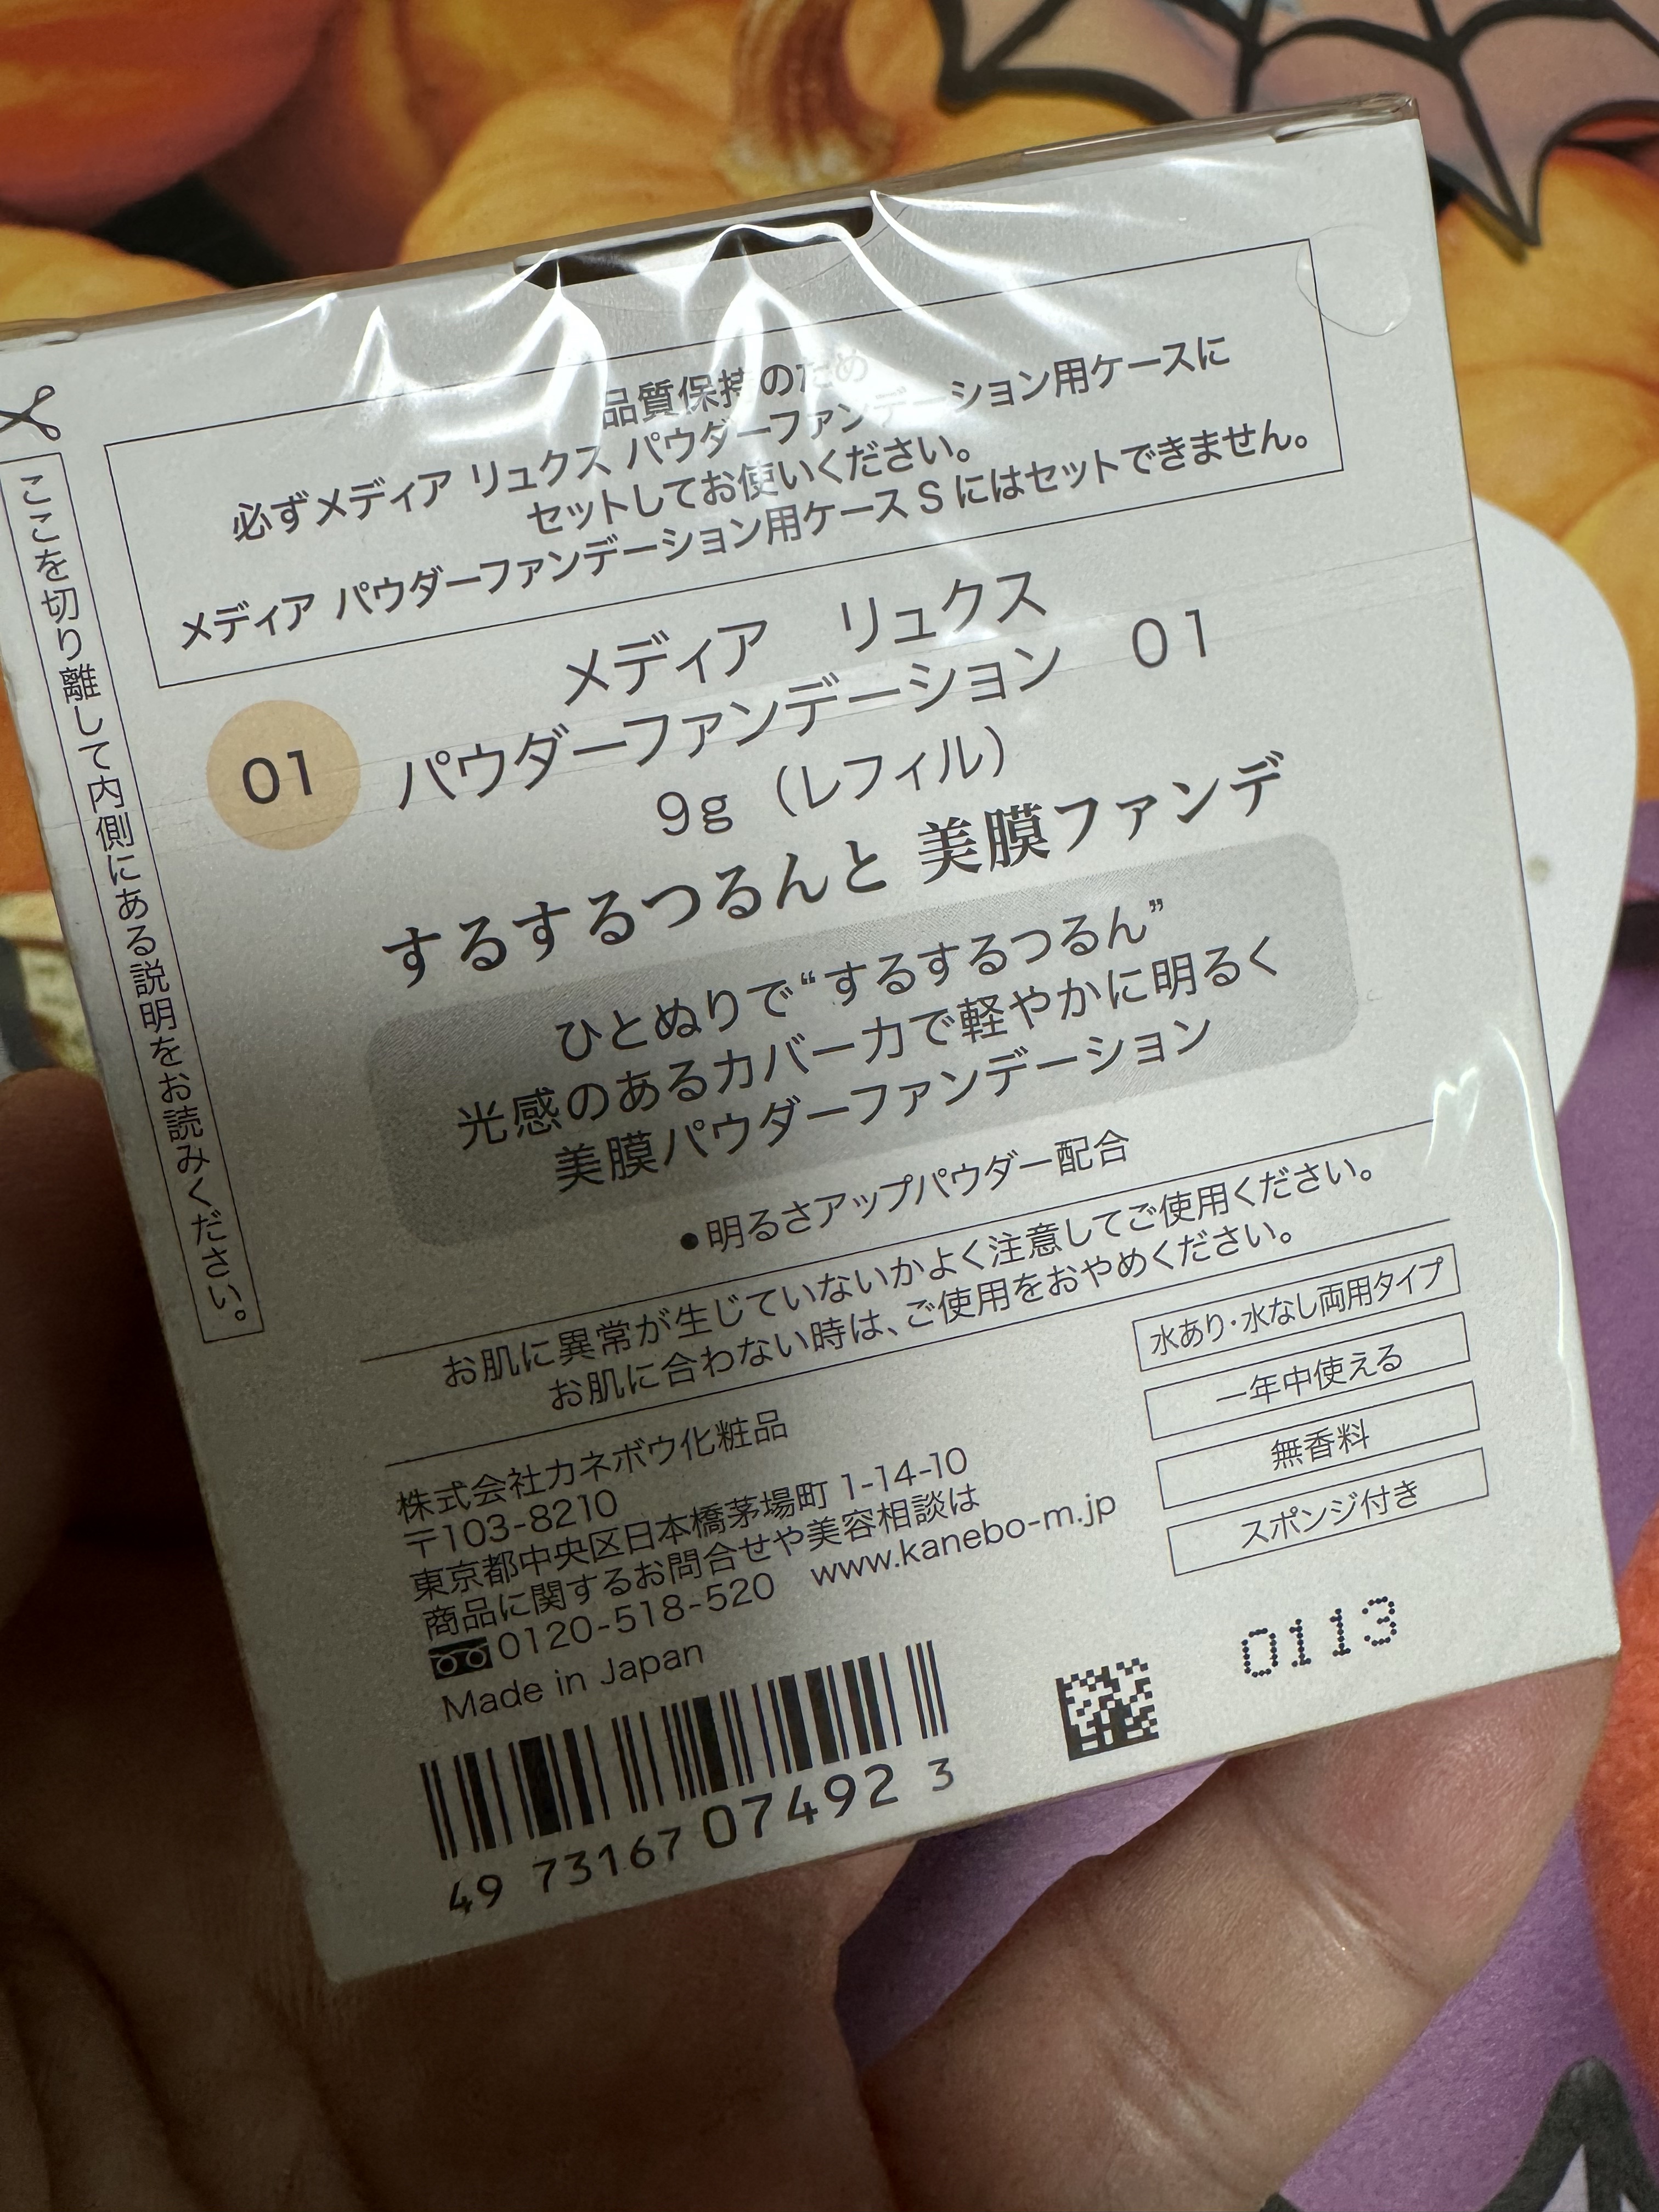 品質保持のため
必ずメディア リュクス パウダーファンデーション用ケースに
セットしてお使いください。
メディア パウダーファンデーション用ケース S にはセットできません。
ここを切り離して内側にある説明をお読みください。
01
メディア リュクス
パウダーファンデーション 01
9g（レフィル）
するするつるんと 美膜ファンデ
ひとぬりで“するするつるん”
光感のあるカバー力で軽やかに明るく
美膜パウダーファンデーション
●明るさアップパウダー配合
お肌に異常が生じていないかよく注意してご使用ください。
お肌に合わない時は、ご使用をおやめください。
水あり・水なし両用タイプ
一年中使える
無香料
スポンジ付き
株式会社カネボウ化粧品
〒103-8210
東京都中央区日本橋茅場町 1-14-10
商品に関するお問合せや美容相談は
0120-518-520 www.kanebo-m.jp
Made in Japan
0113
49 73167 07492 3